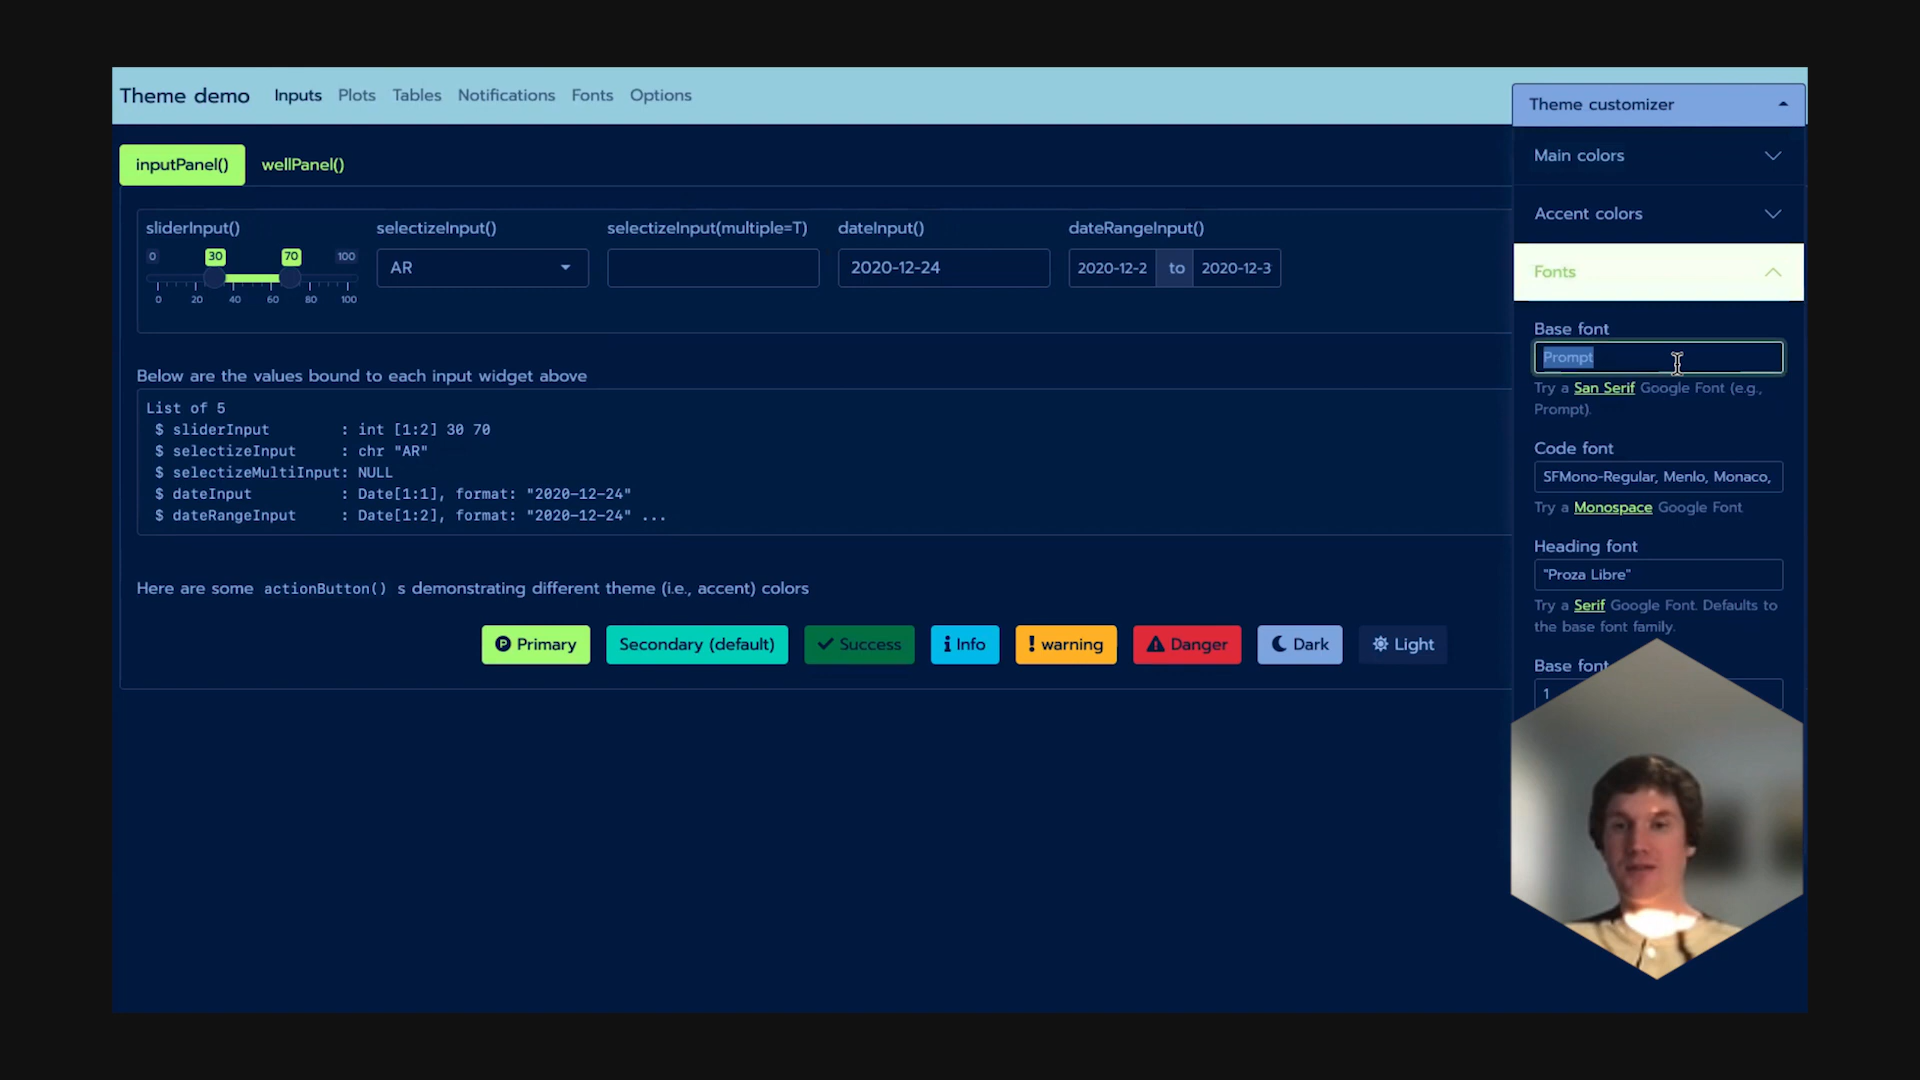 Theme demo Inputs Plots Tables Notifications Fonts Options
Theme customizer
Main colors
Accent colors
Fonts
Base font
Prompt
Try a San Serif Google Font (e.g.,
Prompt).
Code font
SFMono-Regular, Menlo, Monaco,
Try a Monospace Google Font
Heading font
"Proza Libre"
Try a Serif Google Font. Defaults to
the base font family.
Base font
1
inputPanel() wellPanel()
sliderInput() selectizeInput() selectizeInput(multiple=T) dateInput() dateRangeInput()
0 30 70 100
0 20 40 60 80 100
AR
2020-12-24
2020-12-2 to 2020-12-3
Below are the values bound to each input widget above
List of 5
$ sliderInput : int [1:2] 30 70
$ selectizeInput : chr "AR"
$ selectizeMultiInput: NULL
$ dateInput : Date[1:1], format: "2020-12-24"
$ dateRangeInput : Date[1:2], format: "2020-12-24" ...
Here are some actionButton() s demonstrating different theme (i.e., accent) colors
Primary Secondary (default) Success Info warning Danger Dark Light